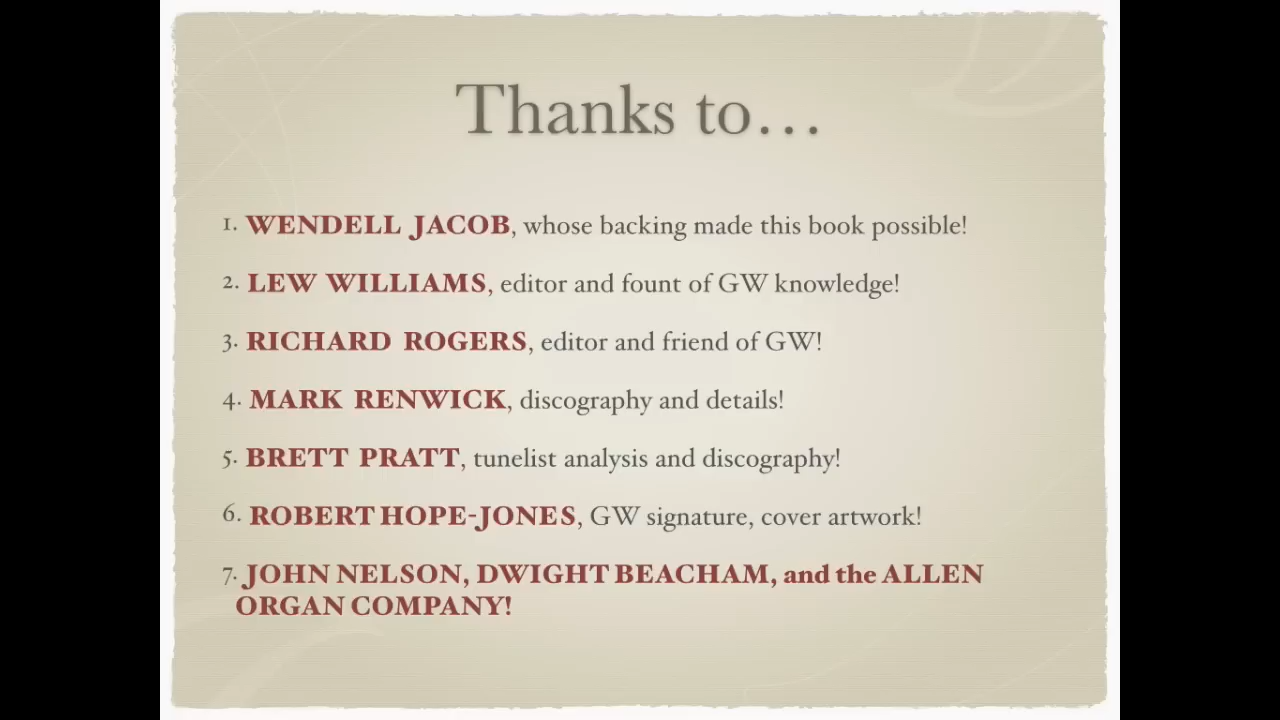 Thanks to…
1. WENDELL JACOB, whose backing made this book possible!
2. LEW WILLIAMS, editor and fount of GW knowledge!
3. RICHARD ROGERS, editor and friend of GW!
4. MARK RENWICK, discography and details!
5. BRETT PRATT, tunelist analysis and discography!
6. ROBERT HOPE-JONES, GW signature, cover artwork!
7. JOHN NELSON, DWIGHT BEACHAM, and the ALLEN
ORGAN COMPANY!